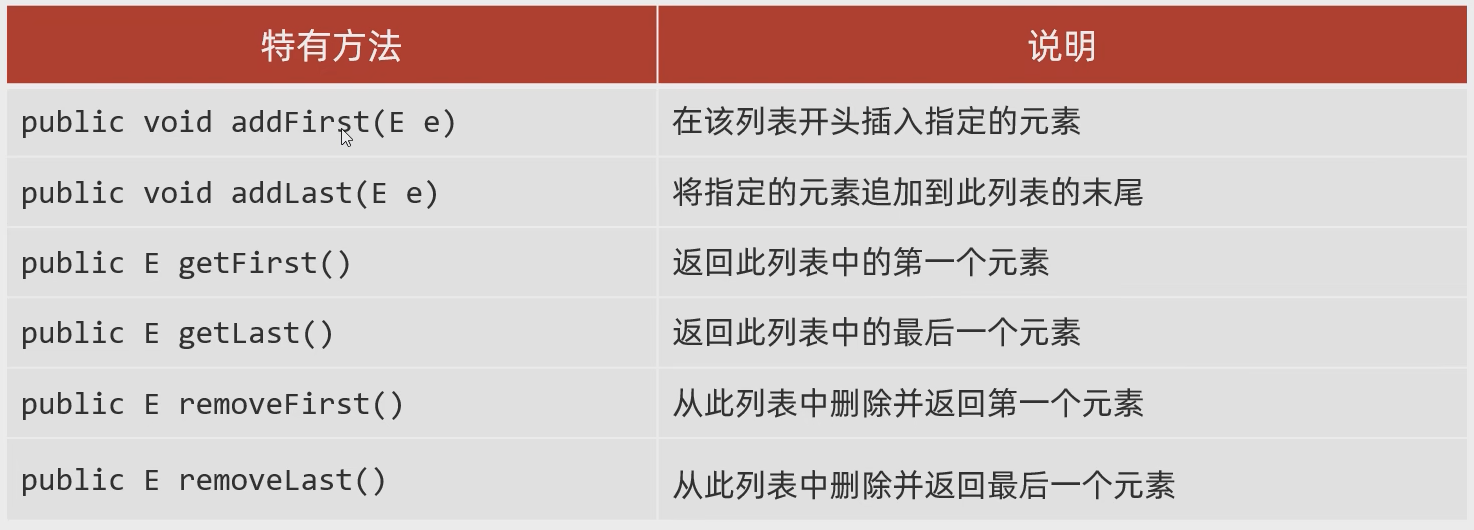 特有方法
说明
public void addFirst(E e)
在该列表开头插入指定的元素
public void addLast(E e)
将指定的元素追加到此列表的末尾
public E getFirst()
返回此列表中的第一个元素
public E getLast()
返回此列表中的最后一个元素
public E removeFirst()
从此列表中删除并返回第一个元素
public E removeLast()
从此列表中删除并返回最后一个元素